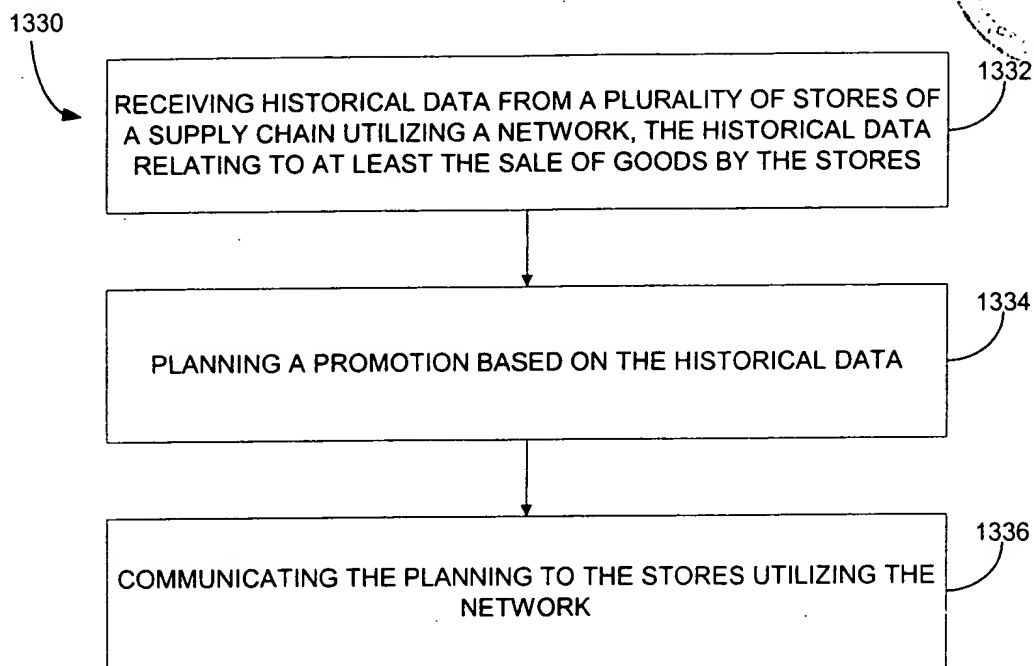 1330
1332
RECEIVING HISTORICAL DATA FROM A PLURALITY OF STORES OF
A SUPPLY CHAIN UTILIZING A NETWORK, THE HISTORICAL DATA
RELATING TO AT LEAST THE SALE OF GOODS BY THE STORES
1334
PLANNING A PROMOTION BASED ON THE HISTORICAL DATA
1336
COMMUNICATING THE PLANNING TO THE STORES UTILIZING THE
NETWORK